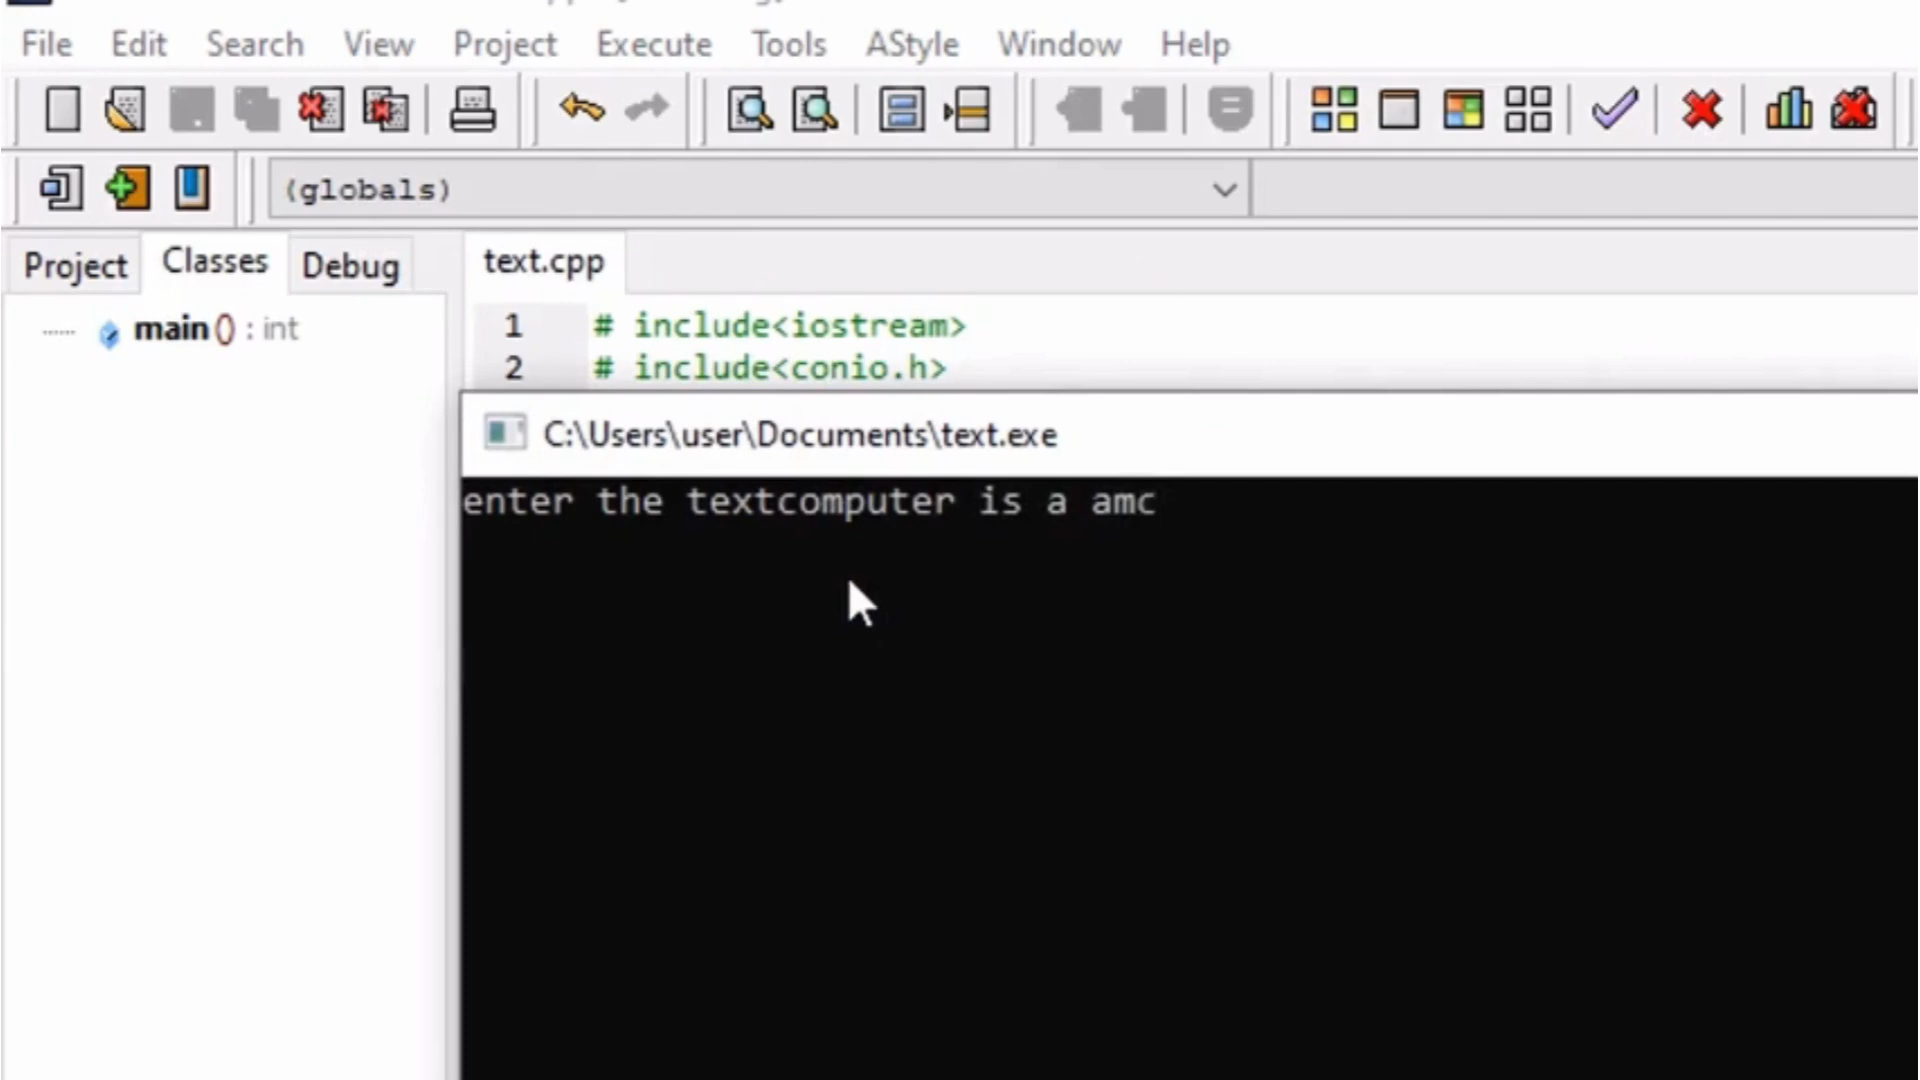 File Edit Search View Project Execute Tools AStyle Window Help
(globals)
Project Classes Debug
text.cpp
main() : int
1 # include<iostream>
2 # include<conio.h>
C:\Users\user\Documents\text.exe
enter the textcomputer is a amc